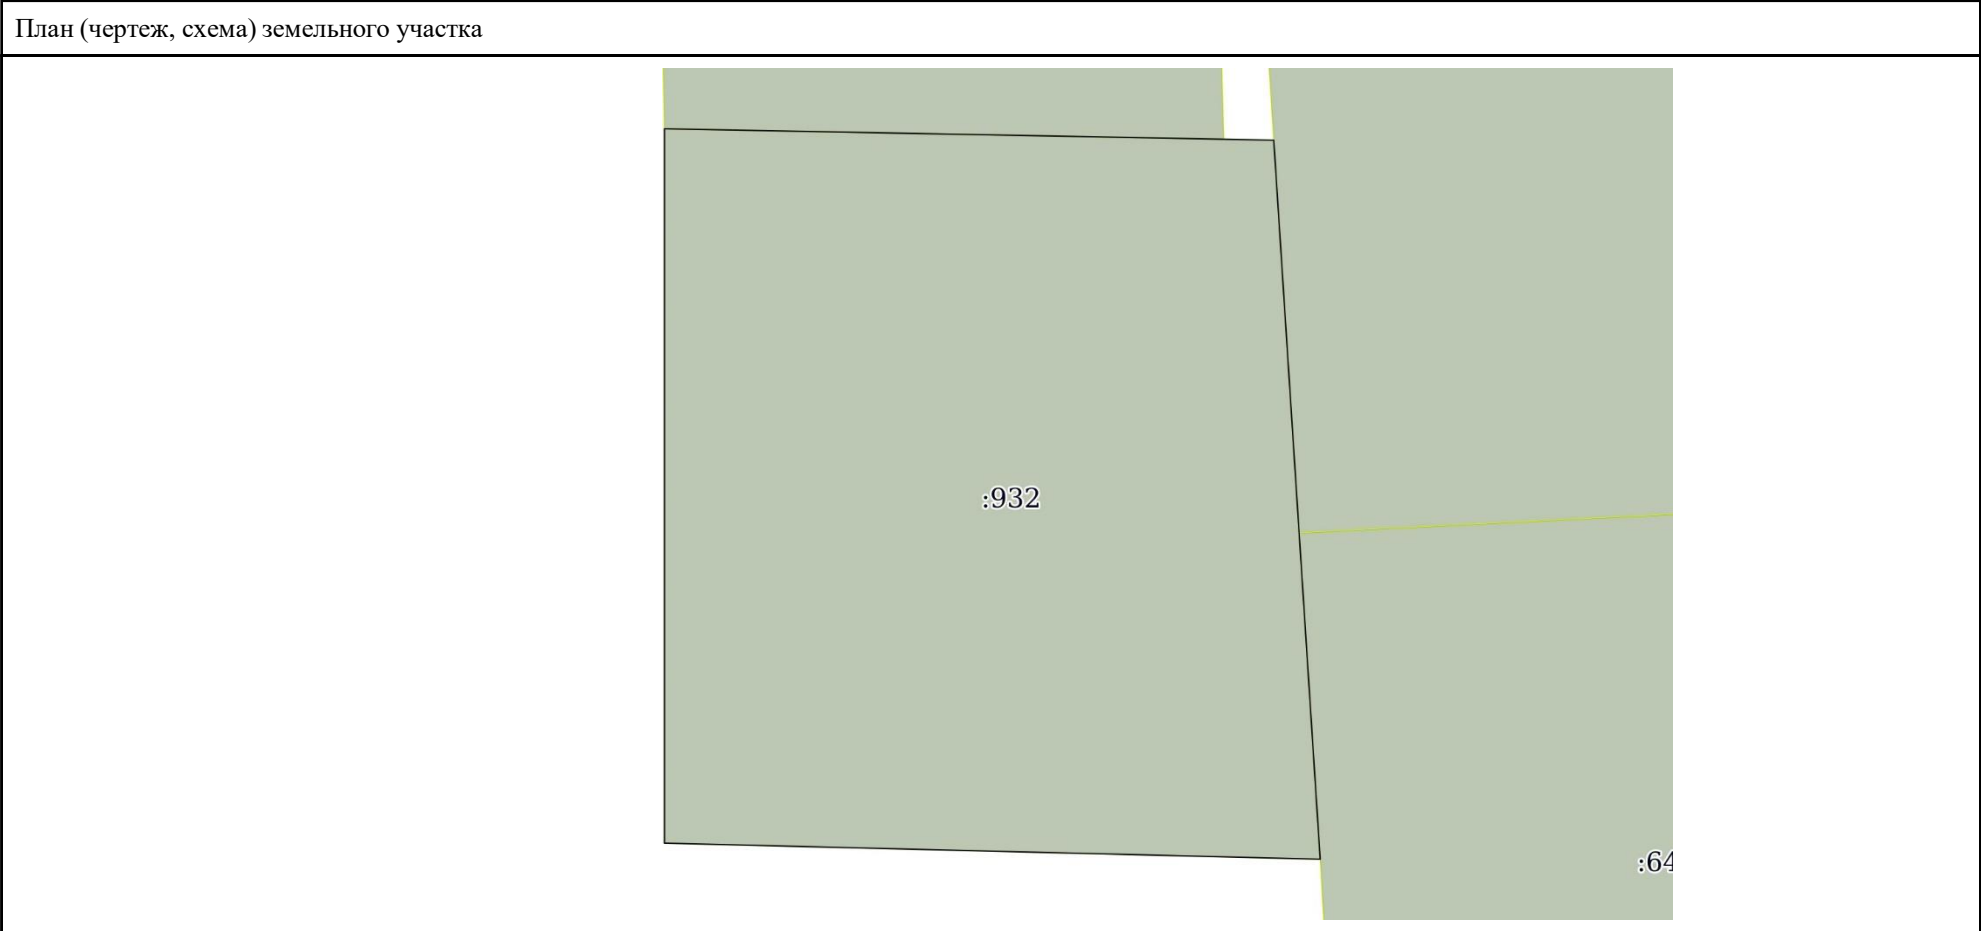 План (чертеж, схема) земельного участка
:932
:64